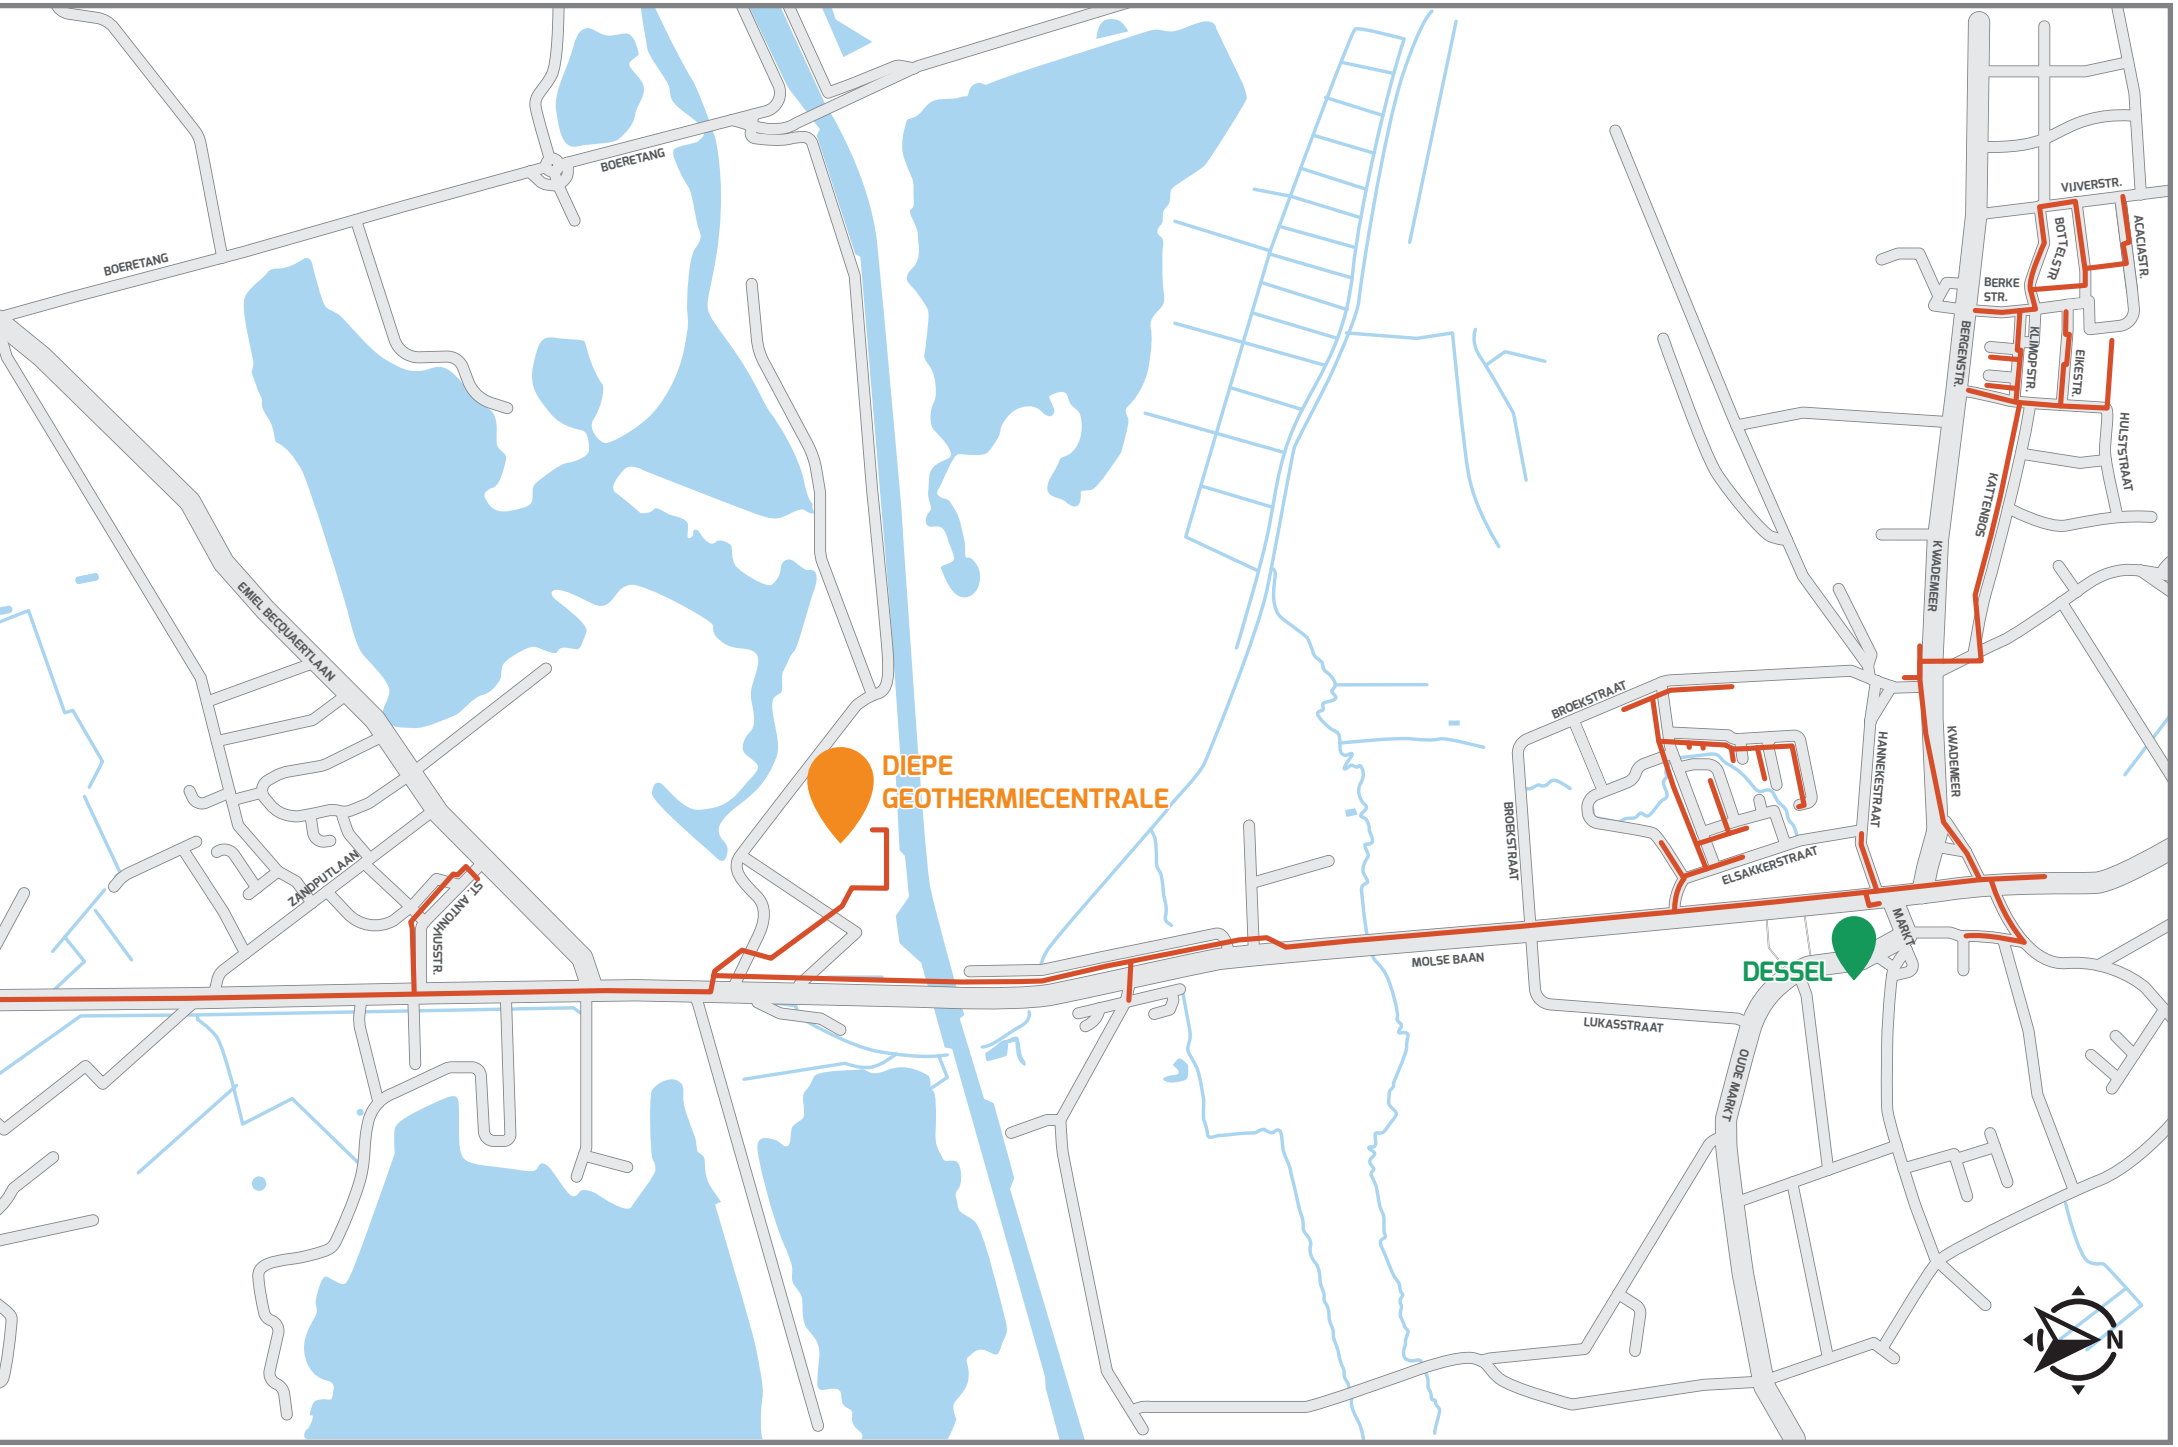 BOERETANG
BOERETANG
VIJVERSTR.
ACACIASTR.
BOTTELSTR
BERKE
STR.
BERGENSTR.
KLIMOPSTR.
EIKESTR.
HULSTSTRAAT
KATTENBOS
KWADEMEER
EMIEL BECQUAERTLAAN
BROEKSTRAAT
HANNEKESTRAAT
KWADEMEER
DIEPE
GEOTHERMIECENTRALE
BROEKSTRAAT
ELSAKKERSTRAAT
ZANDPUTLAAN
ST. ANTONIUSSTR.
MARKT
MOLSE BAAN
DESSEL
LUKASSTRAAT
OUDE MARKT
N